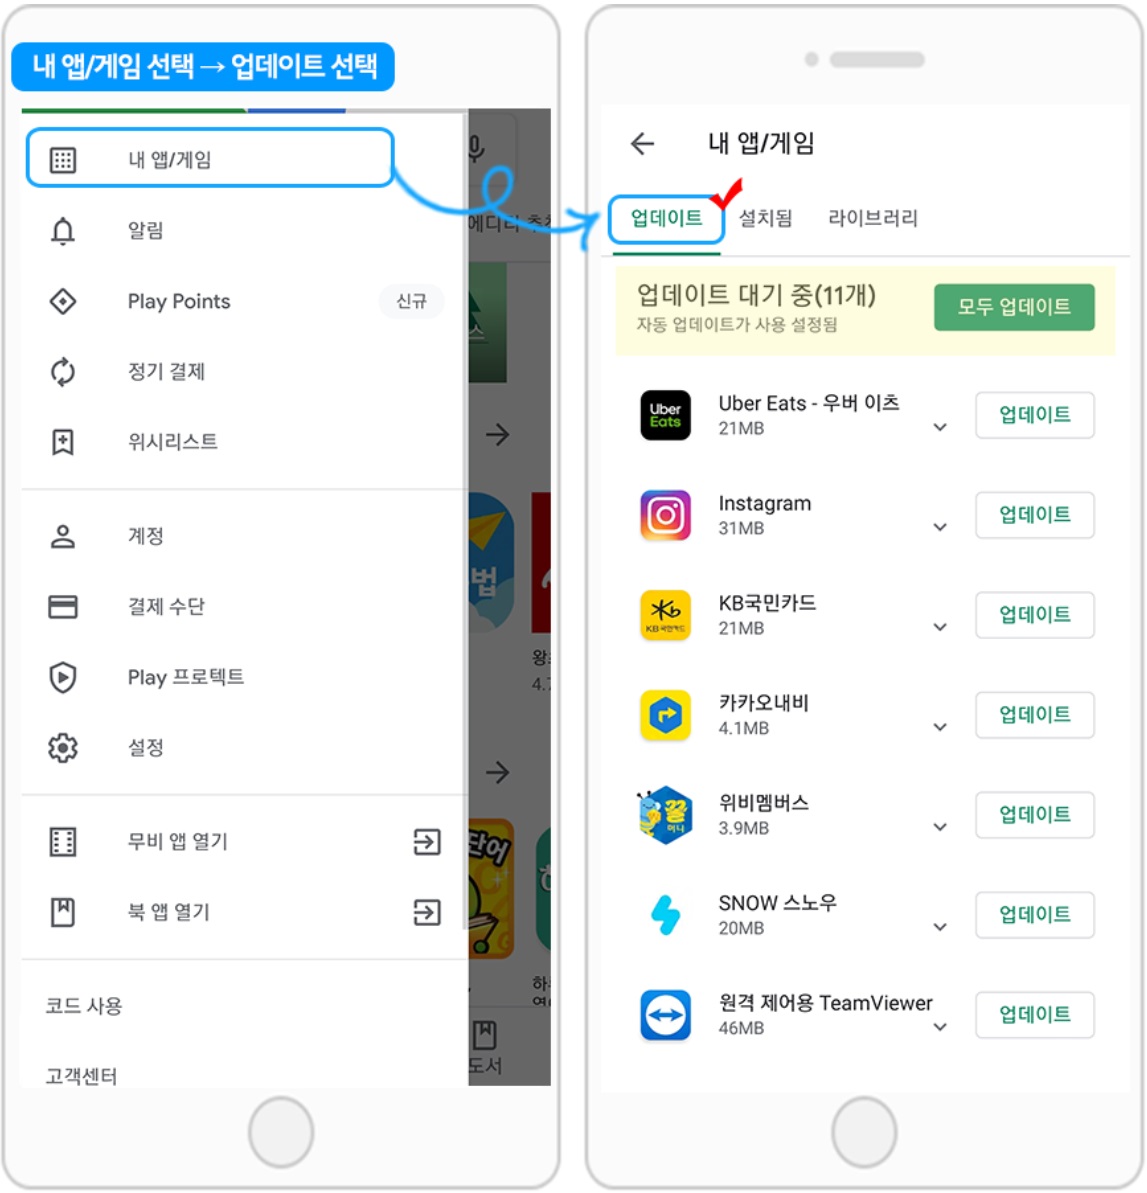 내 앱/게임 선택 → 업데이트 선택
내 앱/게임
알림
Play Points
신규
정기 결제
위시리스트
계정
결제 수단
Play 프로텍트
설정
무비 앱 열기
북 앱 열기
코드 사용
고객센터
에디터 추천
스
법
4.7
단어
도서
내 앱/게임
업데이트
설치됨
라이브러리
업데이트 대기 중(11개)
자동 업데이트가 사용 설정됨
모두 업데이트
Uber Eats
Uber Eats - 우버 이츠
21MB
업데이트
Instagram
31MB
업데이트
Kb
KB국민카드
KB국민카드
21MB
업데이트
카카오내비
4.1MB
업데이트
꿀
머니
위비멤버스
3.9MB
업데이트
SNOW 스노우
20MB
업데이트
원격 제어용 TeamViewer
46MB
업데이트